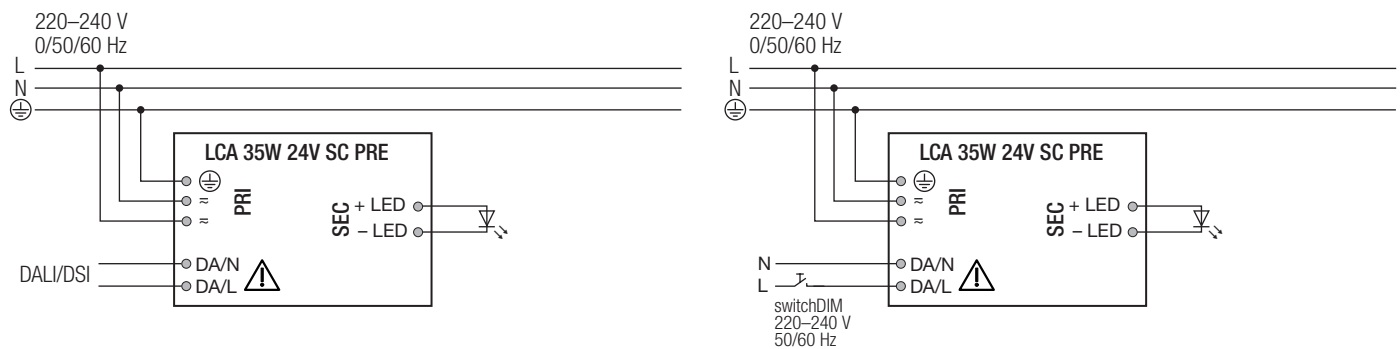 220–240 V
0/50/60 Hz
L
N
LCA 35W 24V SC PRE
PRI
≈
≈
SEC
+ LED
– LED
DALI/DSI
DA/N
DA/L
220–240 V
0/50/60 Hz
L
N
LCA 35W 24V SC PRE
PRI
≈
≈
SEC
+ LED
– LED
N
DA/N
L
DA/L
switchDIM
220–240 V
50/60 Hz